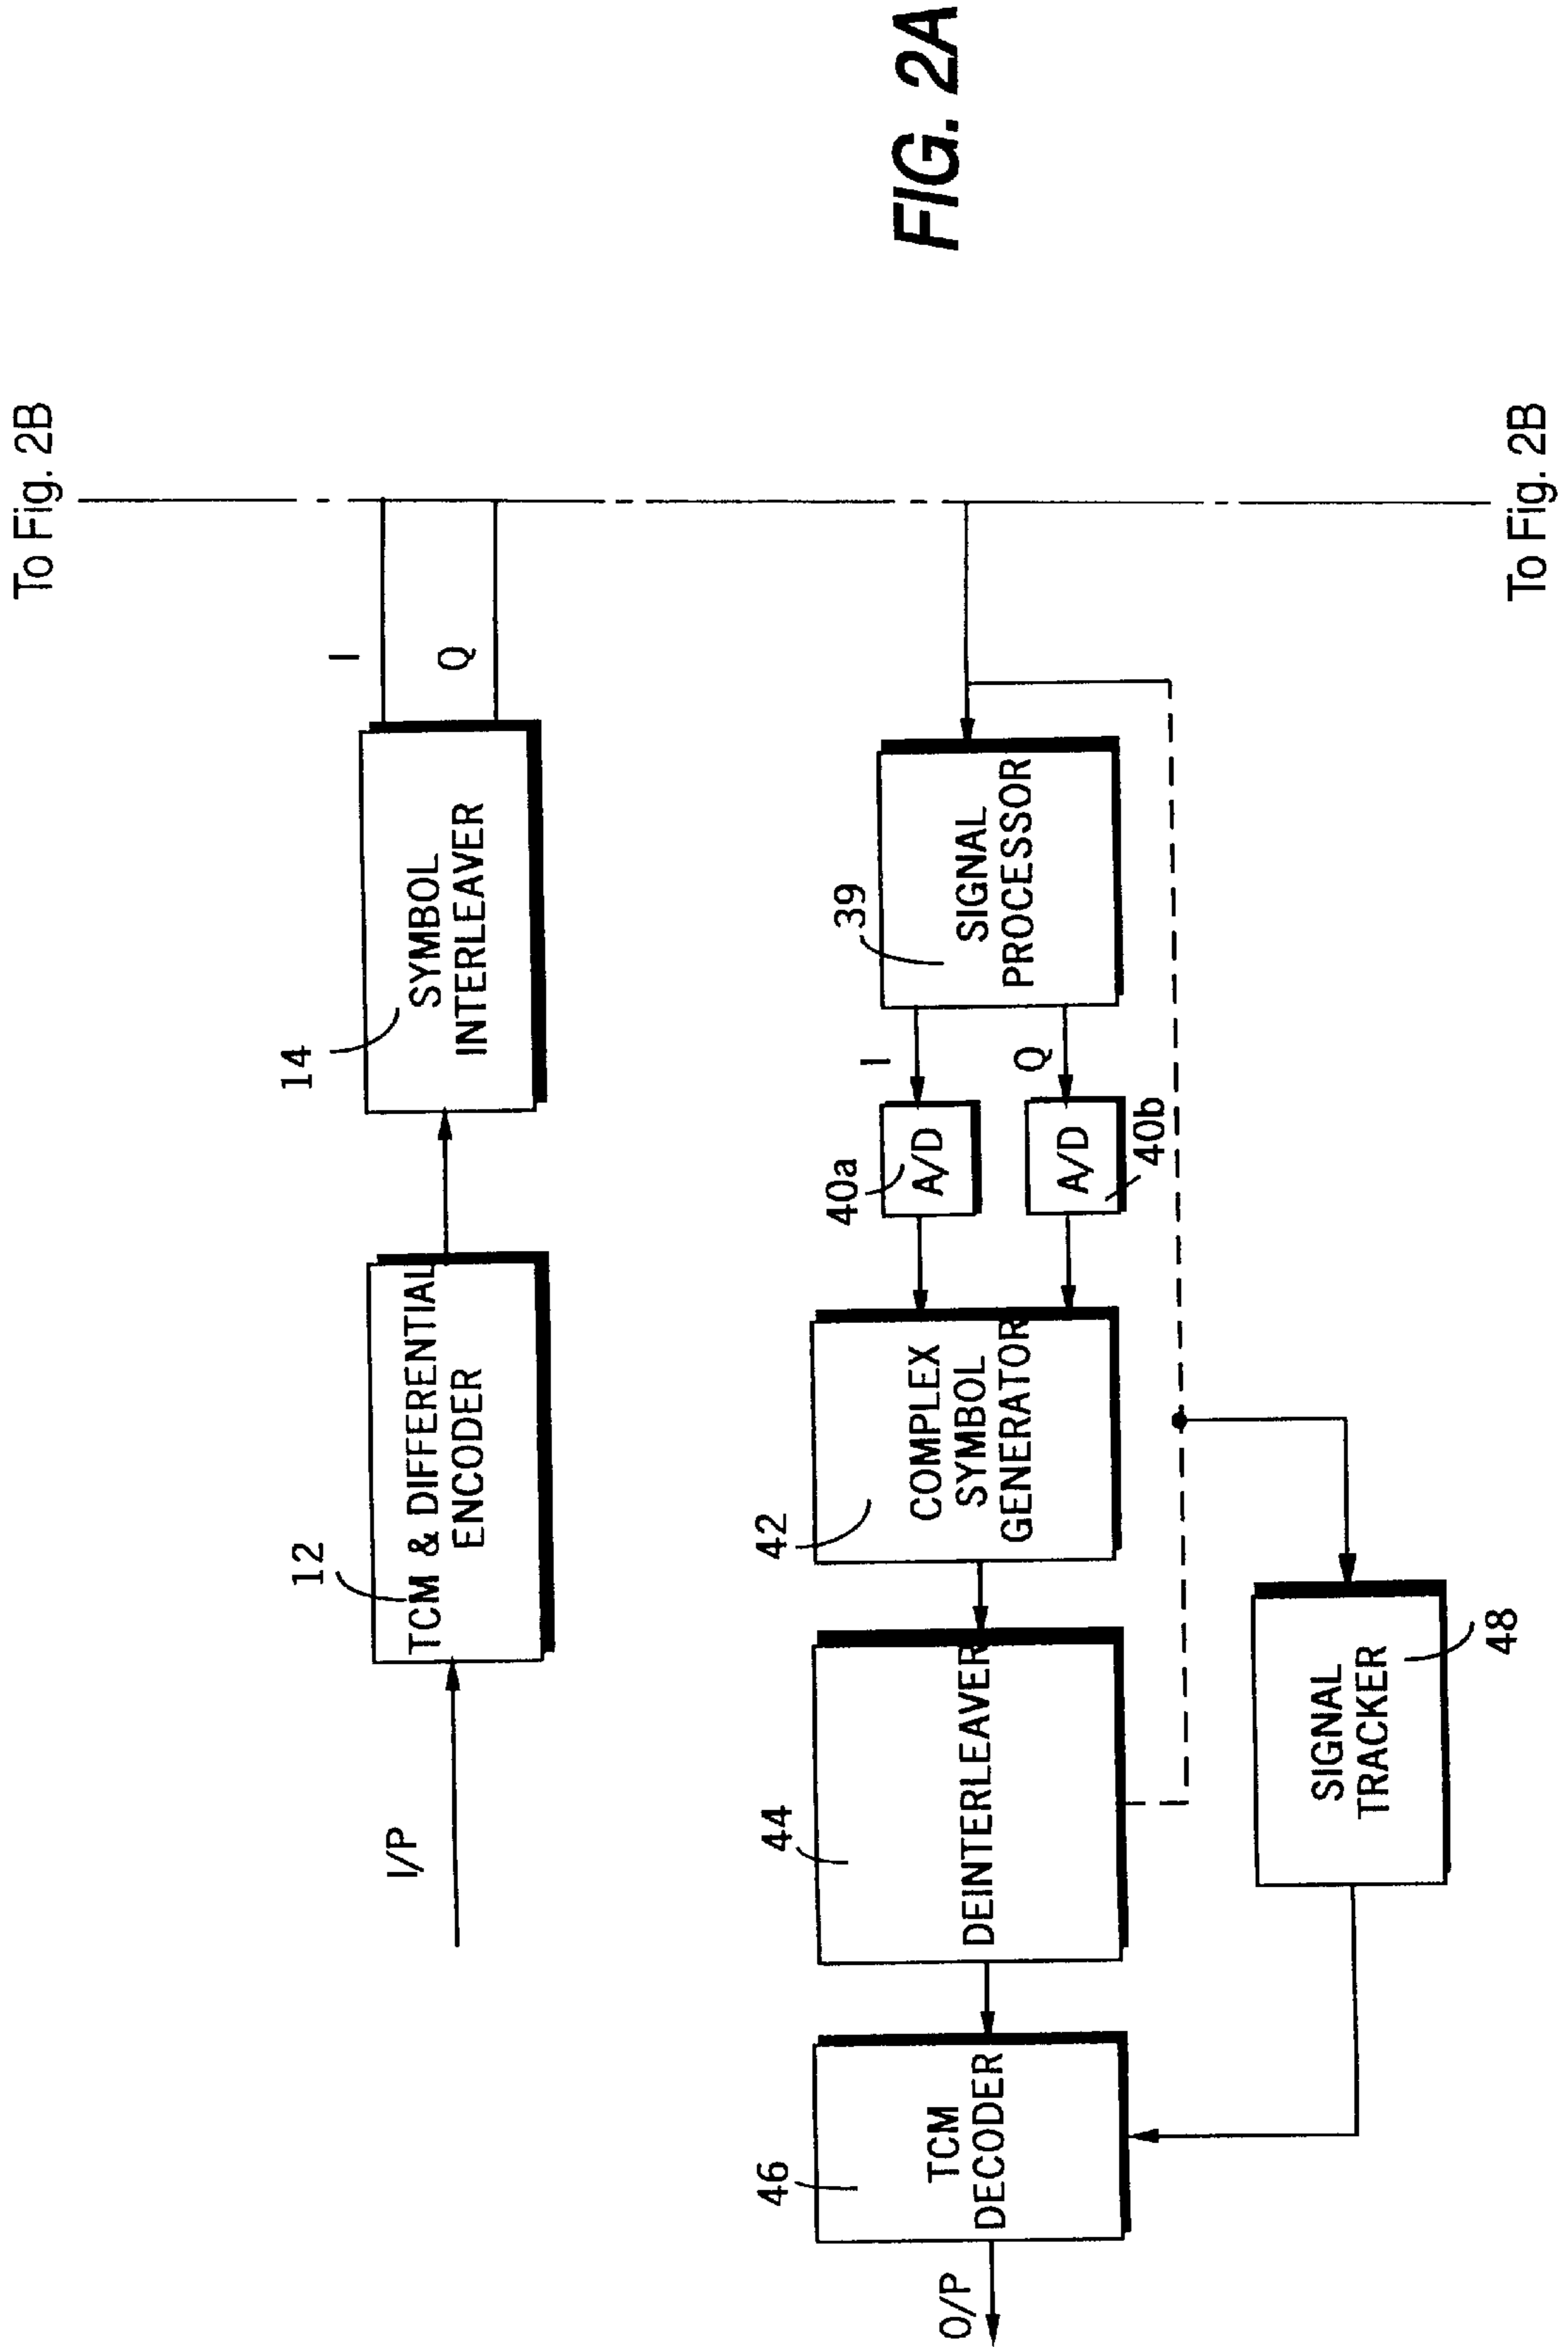 To Fig. 2B
I/P
12
TCM & DIFFERENTIAL
ENCODER
14
SYMBOL
INTERLEAVER
I
Q
O/P
46
TCM
DECODER
44
DEINTERLEAVER
42
COMPLEX
SYMBOL
GENERATOR
40a
A/D
I
A/D
40b
Q
39
SIGNAL
PROCESSOR
SIGNAL
TRACKER
48
To Fig. 2B
FIG. 2A